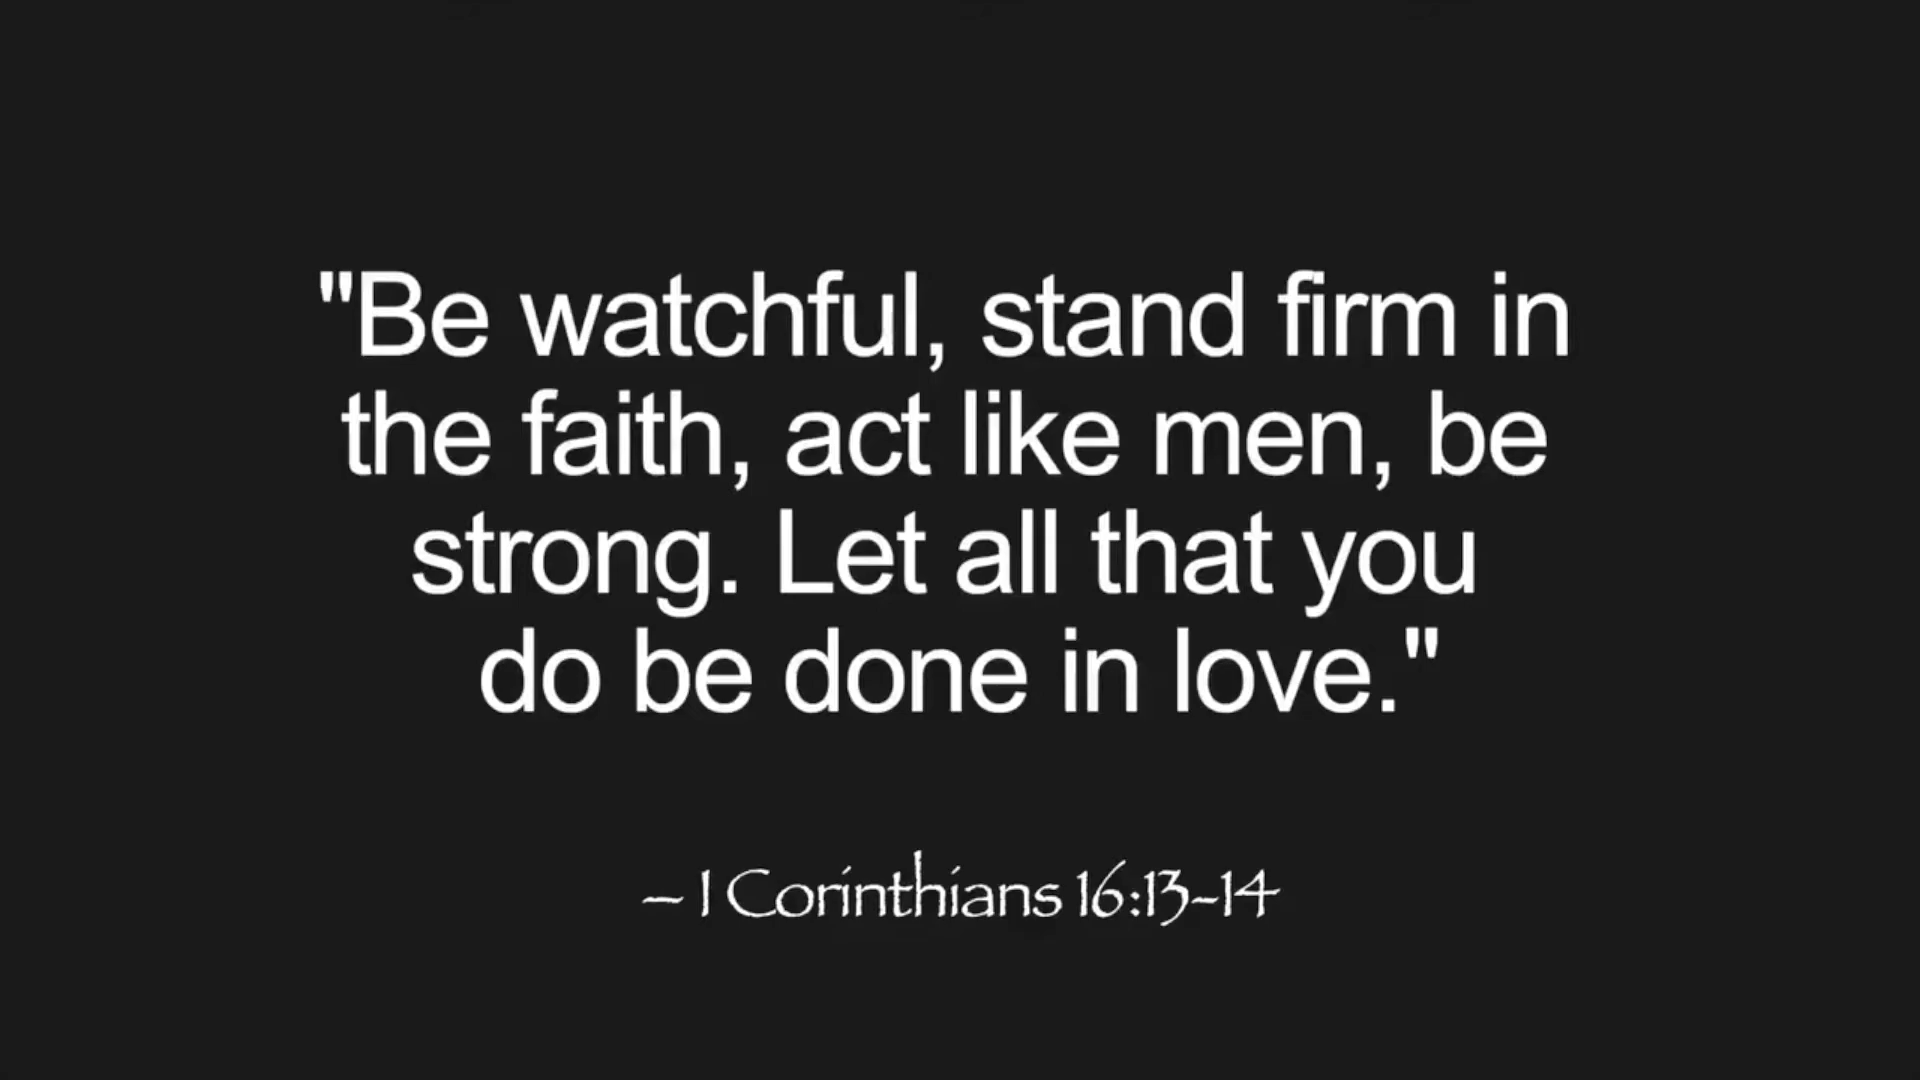 "Be watchful, stand firm in
the faith, act like men, be
strong. Let all that you
do be done in love."
– 1 Corinthians 16:13-14